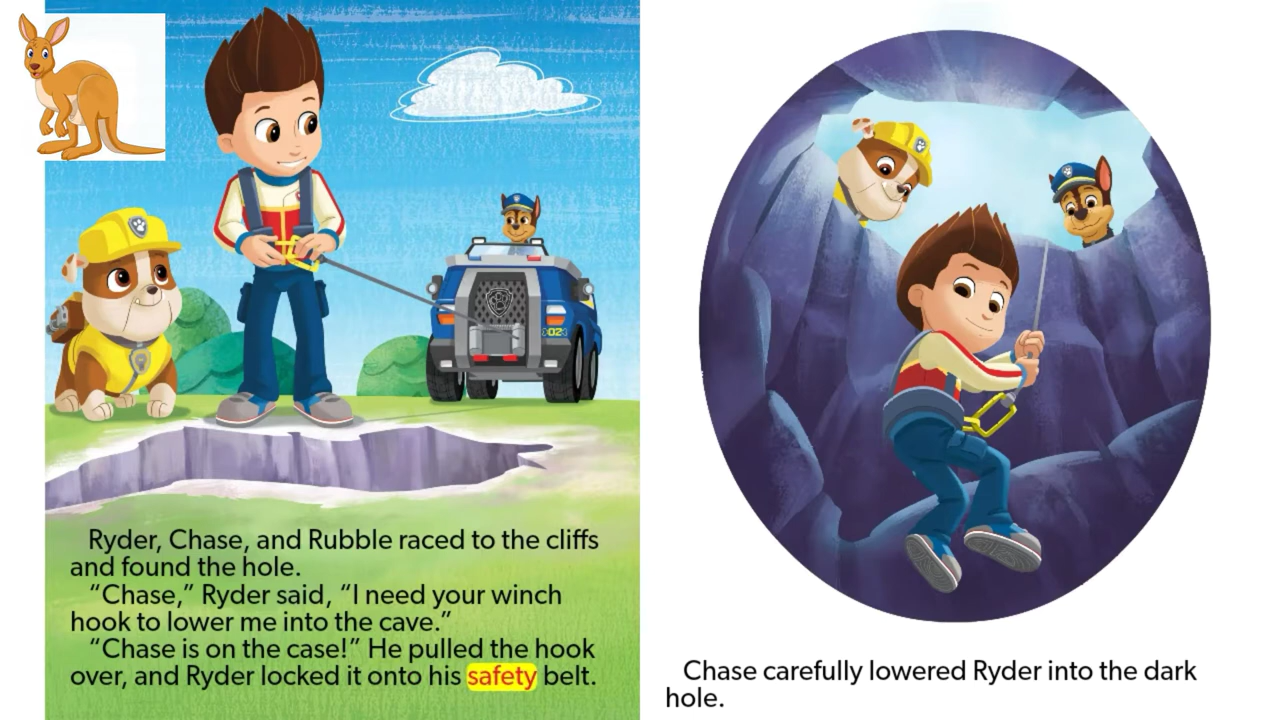 02
Ryder, Chase, and Rubble raced to the cliffs
and found the hole.
“Chase,” Ryder said, “I need your winch
hook to lower me into the cave.”
“Chase is on the case!” He pulled the hook
over, and Ryder locked it onto his safety belt.
Chase carefully lowered Ryder into the dark
hole.